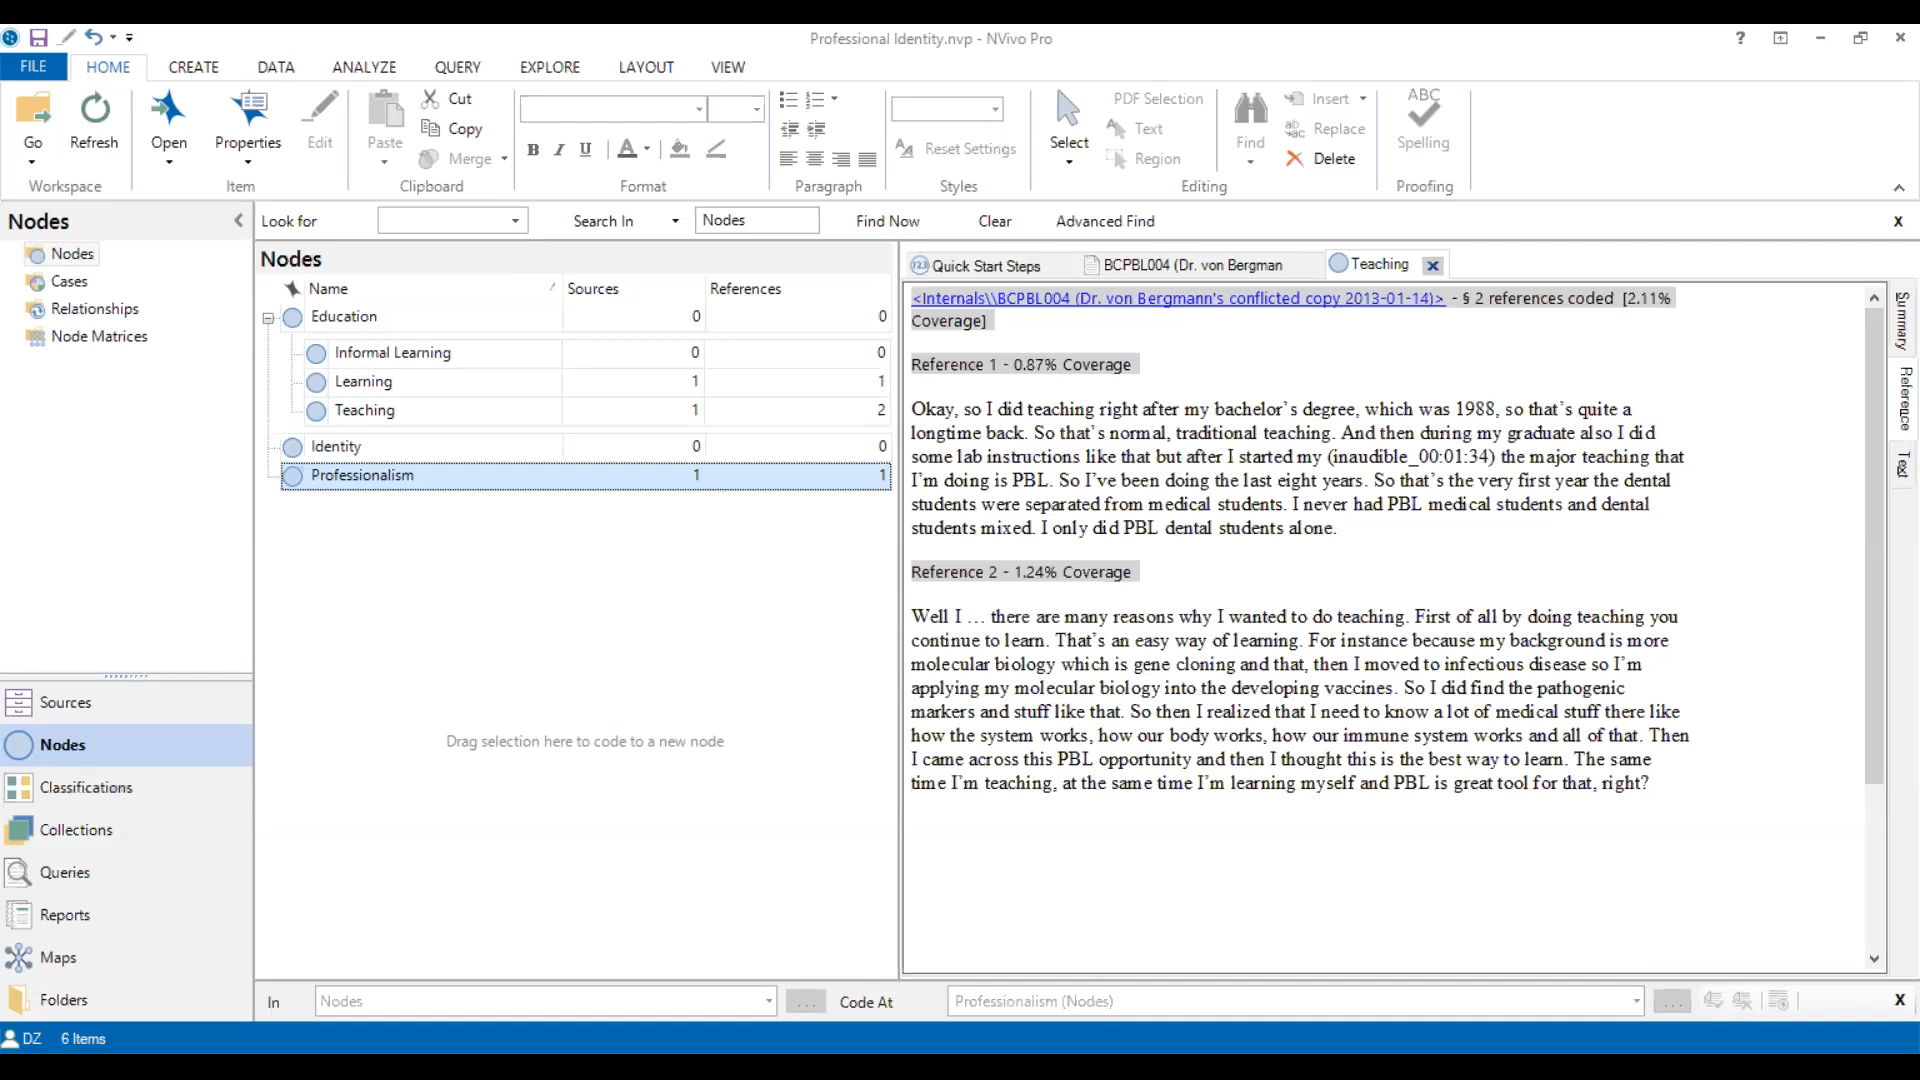 Professional Identity.nvp - NVivo Pro
?
FILE HOME CREATE DATA ANALYZE QUERY EXPLORE LAYOUT VIEW
Go
Refresh
Workspace
Open
Properties
Edit
Item
Paste
Cut
Copy
Merge
Clipboard
B I U A
Format
Paragraph
A
Reset Settings
Styles
Select
PDF Selection
Text
Region
Find
Insert
Replace
Delete
Editing
ABC
Spelling
Proofing
Nodes
Nodes
Cases
Relationships
Node Matrices
Look for Search In Nodes Find Now Clear Advanced Find X
Nodes
Name Sources References
Education 0 0
Informal Learning 0 0
Learning 1 1
Teaching 1 2
Identity 0 0
Professionalism 1 1
Drag selection here to code to a new node
Quick Start Steps BCPBL004 (Dr. von Bergman Teaching x
<Internals\\BCPBL004 (Dr. von Bergmann's conflicted copy 2013-01-14)> - § 2 references coded [2.11%
Coverage]
Reference 1 - 0.87% Coverage
Okay, so I did teaching right after my bachelor’s degree, which was 1988, so that’s quite a
longtime back. So that’s normal, traditional teaching. And then during my graduate also I did
some lab instructions like that but after I started my (inaudible_00:01:34) the major teaching that
I’m doing is PBL. So I’ve been doing the last eight years. So that’s the very first year the dental
students were separated from medical students. I never had PBL medical students and dental
students mixed. I only did PBL dental students alone.
Reference 2 - 1.24% Coverage
Well I … there are many reasons why I wanted to do teaching. First of all by doing teaching you
continue to learn. That’s an easy way of learning. For instance because my background is more
molecular biology which is gene cloning and that, then I moved to infectious disease so I’m
applying my molecular biology into the developing vaccines. So I did find the pathogenic
markers and stuff like that. So then I realized that I need to know a lot of medical stuff there like
how the system works, how our body works, how our immune system works and all of that. Then
I came across this PBL opportunity and then I thought this is the best way to learn. The same
time I’m teaching, at the same time I’m learning myself and PBL is great tool for that, right?
Summary
Reference
Text
Sources
Nodes
Classifications
Collections
Queries
Reports
Maps
Folders
In Nodes ... Code At Professionalism (Nodes) ... X
DZ 6 Items